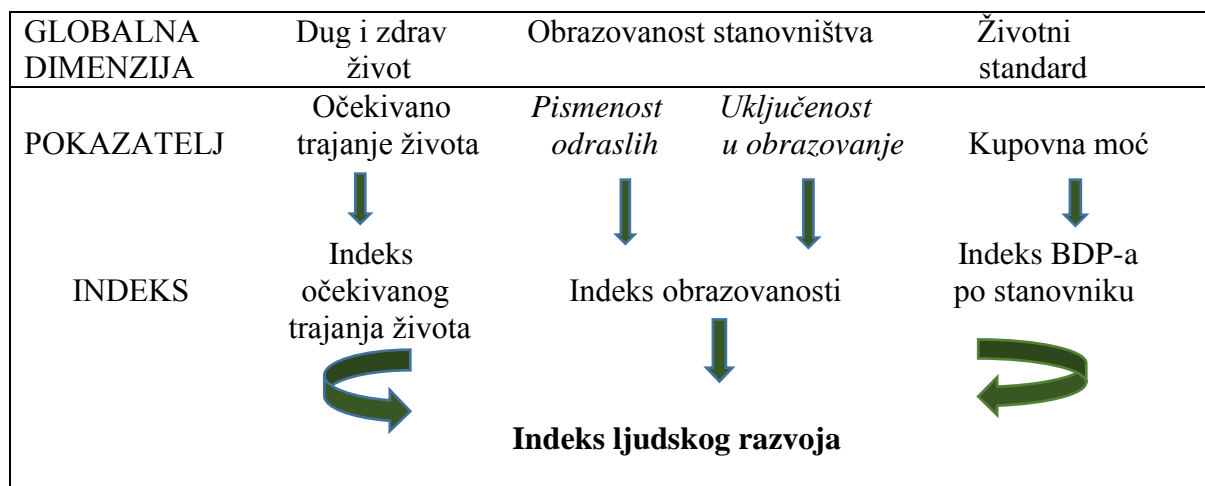 GLOBALNA Dug i zdrav Obrazovanost stanovništva Životni
DIMENZIJA život standard
Očekivano Pismenost Uključenost
POKAZATELJ trajanje života odraslih u obrazovanje Kupovna moć
Indeks Indeks BDP-a
INDEKS očekivanog Indeks obrazovanosti po stanovniku
trajanja života
Indeks ljudskog razvoja